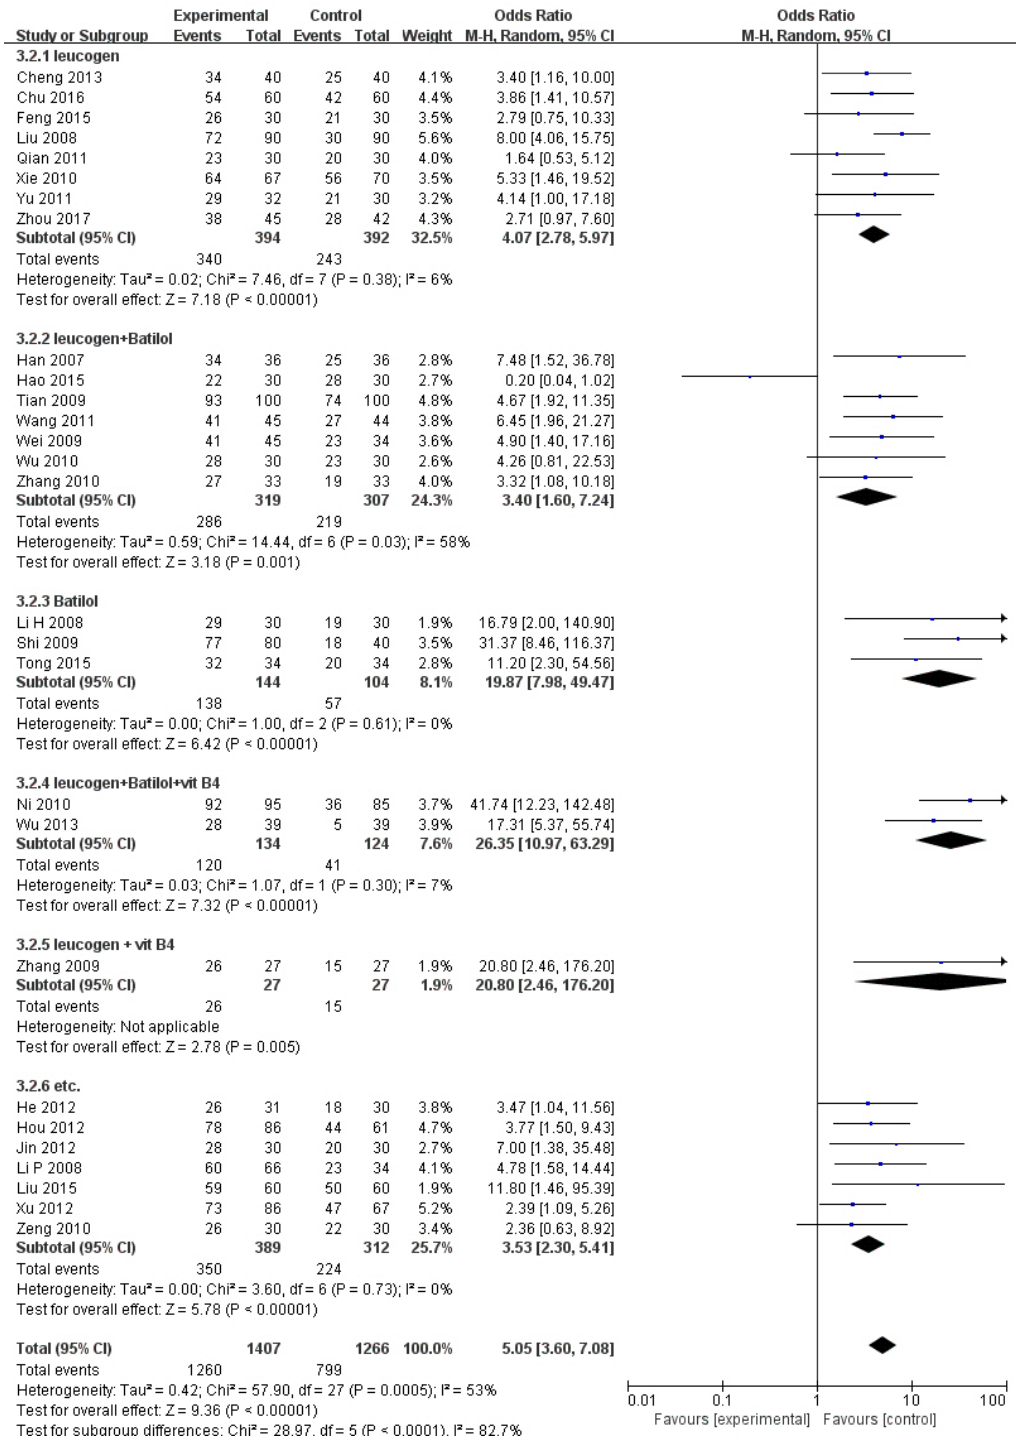 Experimental Control Odds Ratio Odds Ratio
Study or Subgroup Events Total Events Total Weight M-H, Random, 95% CI M-H, Random, 95% CI
3.2.1 leucogen
Cheng 2013 34 40 25 40 4.1% 3.40 [1.16, 10.00]
Chu 2016 54 60 42 60 4.4% 3.86 [1.41, 10.57]
Feng 2015 26 30 21 30 3.2% 2.79 [0.75, 10.33]
Liu 2008 72 90 30 90 5.6% 8.00 [4.06, 15.75]
Qian 2011 23 30 20 30 4.0% 1.64 [0.53, 5.12]
Xie 2010 64 67 56 70 3.5% 5.33 [1.46, 19.52]
Yu 2011 29 32 21 30 3.2% 4.14 [1.00, 17.18]
Zhou 2017 38 45 28 42 4.3% 2.71 [0.97, 7.60]
Subtotal (95% CI) 394 392 32.5% 4.07 [2.78, 5.97]
Total events 340 243
Heterogeneity: Tau² = 0.02; Chi² = 7.46, df = 7 (P = 0.38); I² = 6%
Test for overall effect: Z = 7.18 (P < 0.00001)
3.2.2 leucogen+Batilol
Han 2007 34 36 25 36 2.8% 7.48 [1.52, 36.78]
Hao 2015 22 30 28 30 2.7% 0.20 [0.04, 1.02]
Tian 2009 93 100 74 100 4.8% 4.67 [1.92, 11.35]
Wang 2011 41 45 27 44 3.8% 6.45 [1.96, 21.27]
Wei 2009 41 45 23 34 3.6% 4.90 [1.40, 17.16]
Wu 2010 28 30 23 30 2.6% 4.26 [0.81, 22.53]
Zhang 2010 27 33 19 33 4.0% 3.32 [1.08, 10.18]
Subtotal (95% CI) 319 307 24.3% 3.40 [1.60, 7.24]
Total events 286 219
Heterogeneity: Tau² = 0.59; Chi² = 14.44, df = 6 (P = 0.03); I² = 58%
Test for overall effect: Z = 3.18 (P = 0.001)
3.2.3 Batilol
Li H 2008 29 30 19 30 1.9% 16.79 [2.00, 140.90]
Shi 2009 77 80 18 40 3.5% 31.37 [8.46, 116.37]
Tong 2015 32 34 20 34 2.8% 11.20 [2.30, 54.56]
Subtotal (95% CI) 144 104 8.1% 19.87 [7.98, 49.47]
Total events 138 57
Heterogeneity: Tau² = 0.00; Chi² = 1.00, df = 2 (P = 0.61); I² = 0%
Test for overall effect: Z = 6.42 (P < 0.00001)
3.2.4 leucogen+Batilol+vit B4
Ni 2010 92 95 36 85 3.7% 41.74 [12.23, 142.48]
Wu 2013 28 39 5 39 3.9% 17.31 [5.37, 55.74]
Subtotal (95% CI) 134 124 7.6% 26.35 [10.97, 63.29]
Total events 120 41
Heterogeneity: Tau² = 0.03; Chi² = 1.07, df = 1 (P = 0.30); I² = 7%
Test for overall effect: Z = 7.32 (P < 0.00001)
3.2.5 leucogen + vit B4
Zhang 2009 26 27 15 27 1.9% 20.80 [2.46, 176.20]
Subtotal (95% CI) 27 27 1.9% 20.80 [2.46, 176.20]
Total events 26 15
Heterogeneity: Not applicable
Test for overall effect: Z = 2.78 (P = 0.005)
3.2.6 etc.
He 2012 26 31 18 30 3.8% 3.47 [1.04, 11.56]
Hou 2012 78 86 44 61 4.7% 3.77 [1.50, 9.43]
Jin 2012 28 30 20 30 2.7% 7.00 [1.38, 35.48]
Li P 2008 60 66 23 34 4.1% 4.78 [1.58, 14.44]
Liu 2015 59 60 50 60 1.9% 11.80 [1.46, 95.39]
Xu 2012 73 86 47 67 5.2% 2.39 [1.09, 5.26]
Zeng 2010 26 30 22 30 3.4% 2.36 [0.63, 8.92]
Subtotal (95% CI) 389 312 25.7% 3.53 [2.30, 5.41]
Total events 350 224
Heterogeneity: Tau² = 0.00; Chi² = 3.60, df = 6 (P = 0.73); I² = 0%
Test for overall effect: Z = 5.78 (P < 0.00001)
Total (95% CI) 1407 1266 100.0% 5.05 [3.60, 7.08]
Total events 1260 799
Heterogeneity: Tau² = 0.42; Chi² = 57.90, df = 27 (P = 0.0005); I² = 53%
Test for overall effect: Z = 9.36 (P < 0.00001)
Test for subgroup differences: Chi² = 28.97, df = 5 (P < 0.0001), I² = 82.7%
0.01 0.1 1 10 100
Favours [experimental] Favours [control]